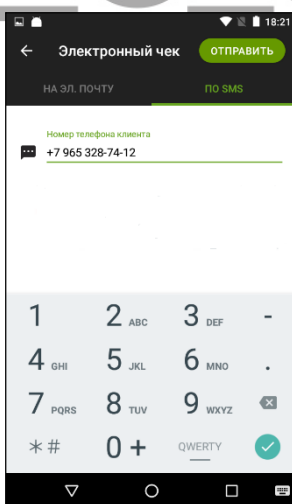 18:21
Электронный чек ОТПРАВИТЬ
НА ЭЛ. ПОЧТУ ПО SMS
Номер телефона клиента
+7 965 328-74-12
1 2 ABC 3 DEF -
4 GHI 5 JKL 6 MNO .
7 PQRS 8 TUV 9 WXYZ
*# 0 + QWERTY